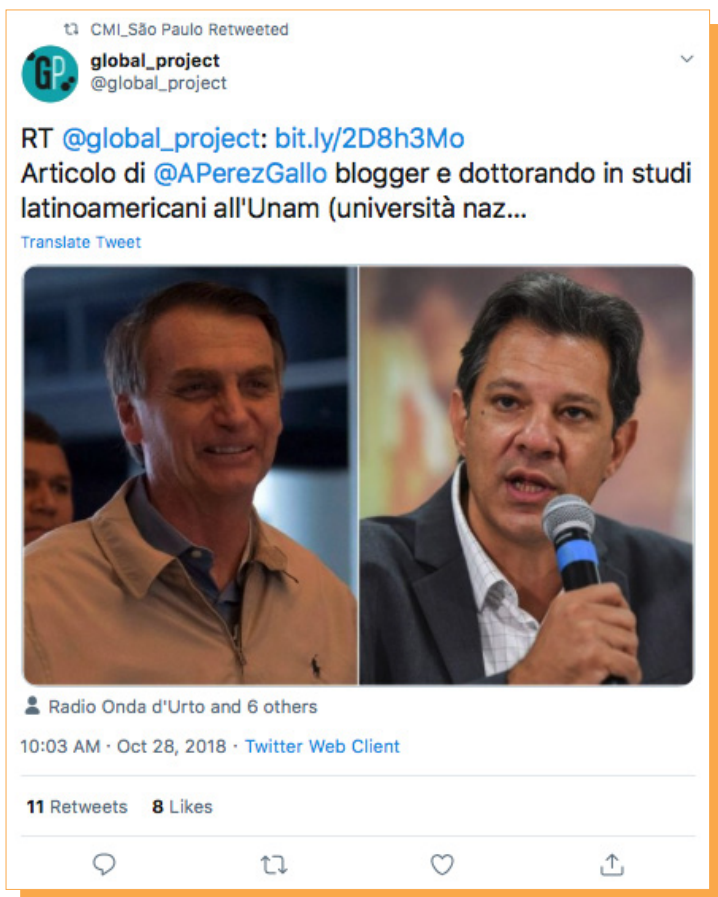 CMI_São Paulo Retweeted
GP
global_project
@global_project
RT @global_project: bit.ly/2D8h3Mo
Articolo di @APerezGallo blogger e dottorando in studi
latinoamericani all'Unam (università naz...
Translate Tweet
Radio Onda d'Urto and 6 others
10:03 AM · Oct 28, 2018 · Twitter Web Client
11 Retweets 8 Likes